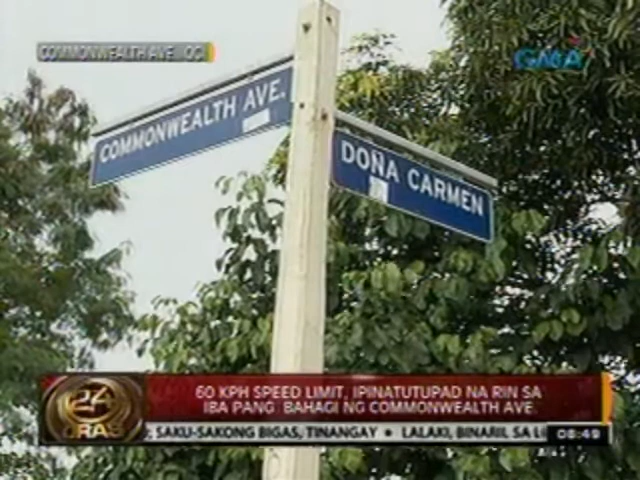 COMMONWEALTH AVE., QC
GMA
COMMONWEALTH AVE.
DOÑA CARMEN
60 KPH SPEED LIMIT, IPINATUTUPAD NA RIN SA
IBA PANG BAHAGI NG COMMONWEALTH AVE.
24
ORAS
; SAKU-SAKONG BIGAS, TINANGAY • LALAKI, BINARIL SA LI
08:49